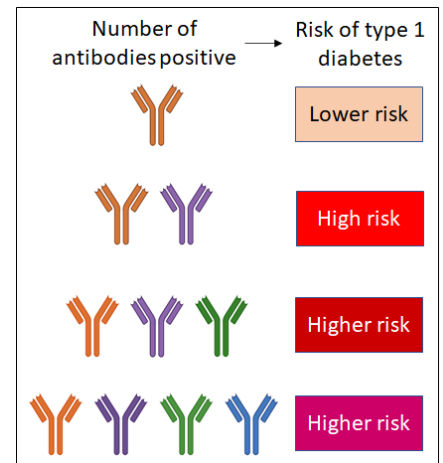 Number of
antibodies positive
Risk of type 1
diabetes
Lower risk
High risk
Higher risk
Higher risk